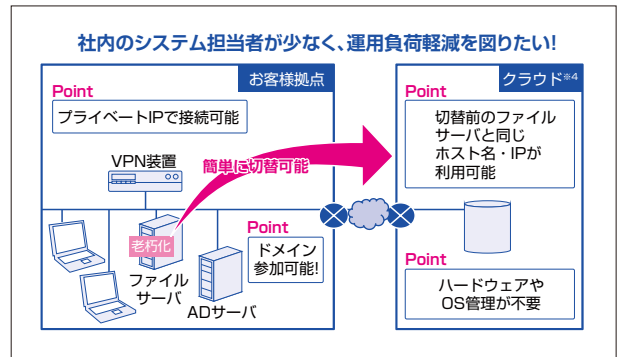 社内のシステム担当者が少なく、運用負荷軽減を図りたい!
お客様拠点
Point
プライベートIPで接続可能
VPN装置
簡単に切替可能
老朽化
ファイル
サーバ
ADサーバ
Point
ドメイン
参加可能!
クラウド※4
Point
切替前のファイル
サーバと同じ
ホスト名・IPが
利用可能
Point
ハードウェアや
OS管理が不要